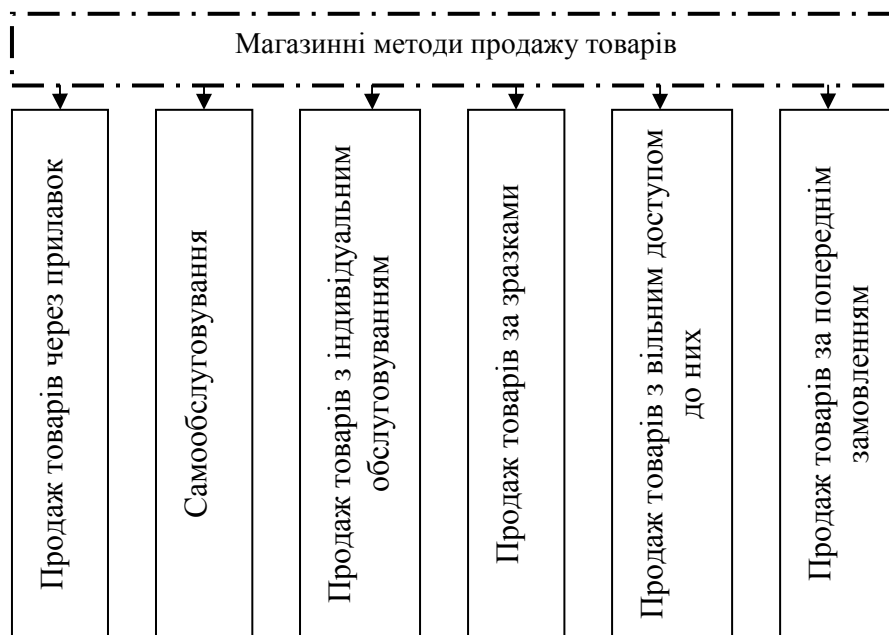 Магазинні методи продажу товарів
Продаж товарів через прилавок
Самообслуговування
Продаж товарів з індивідуальним
обслуговуванням
Продаж товарів за зразками
Продаж товарів з вільним доступом
до них
Продаж товарів за попереднім
замовленням